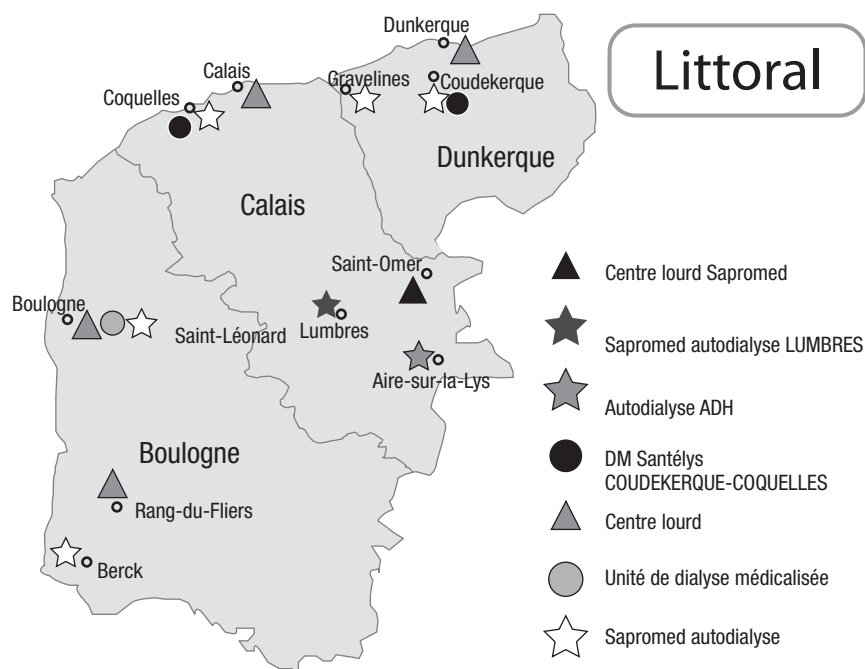 Littoral
Dunkerque
Calais
Gravelines
Coudekerque
Coquelles
Dunkerque
Calais
Saint-Omer
Boulogne
Saint-Léonard
Lumbres
Aire-sur-la-Lys
Boulogne
Rang-du-Fliers
Berck
Centre lourd Sapromed
Sapromed autodialyse LUMBRES
Autodialyse ADH
DM Santélys
COUDEKERQUE-COQUELLES
Centre lourd
Unité de dialyse médicalisée
Sapromed autodialyse